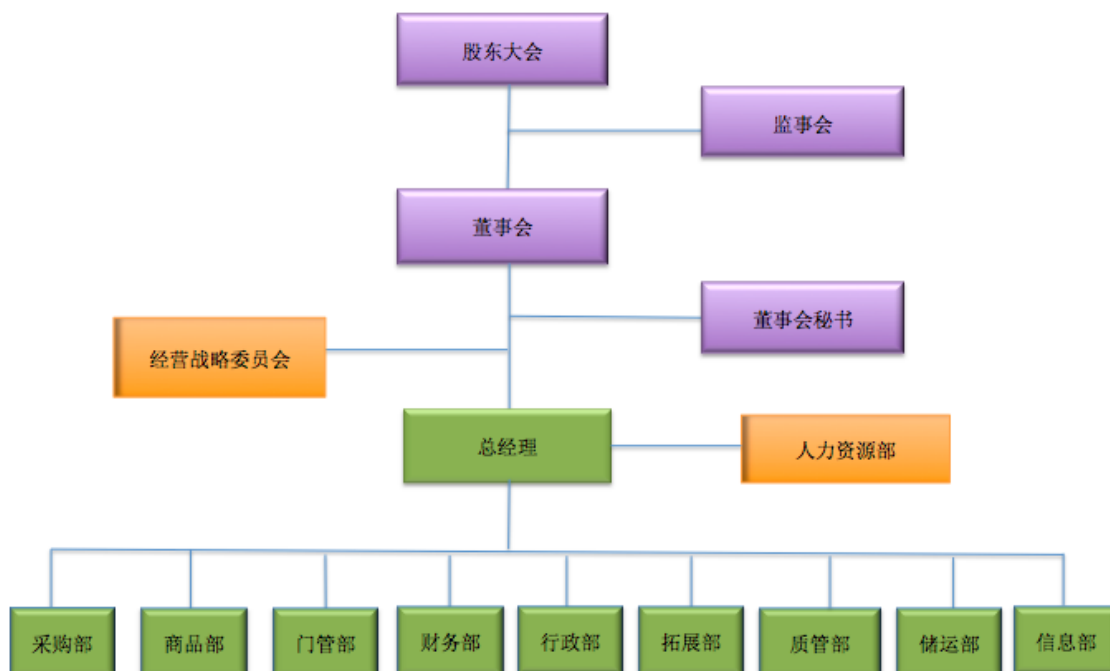 股东大会
监事会
董事会
董事会秘书
经营战略委员会
总经理
人力资源部
采购部
商品部
门管部
财务部
行政部
拓展部
质管部
储运部
信息部